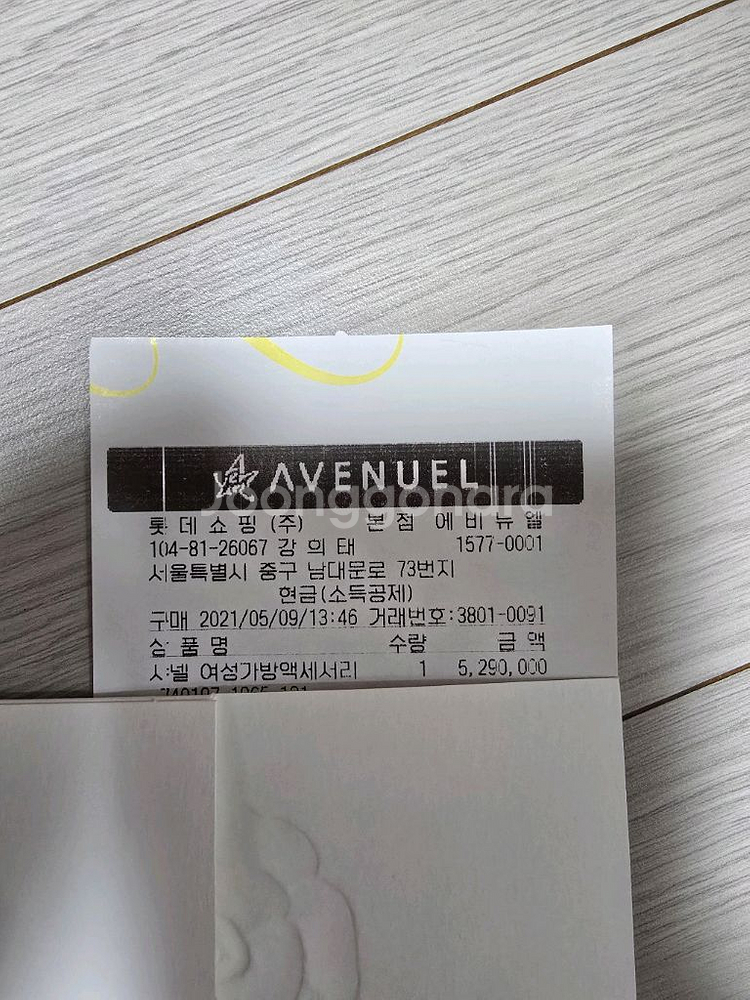 AVENUEL
Joonggonara
롯데쇼핑(주) 본점 에비뉴엘
104-81-26067 강희태 1577-0001
서울특별시 중구 남대문로 73번지
현금(소득공제)
구매 2021/05/09/13:46 거래번호:3801-0091
상품명 수량 금액
샤넬 여성가방액세서리 1 5,290,000